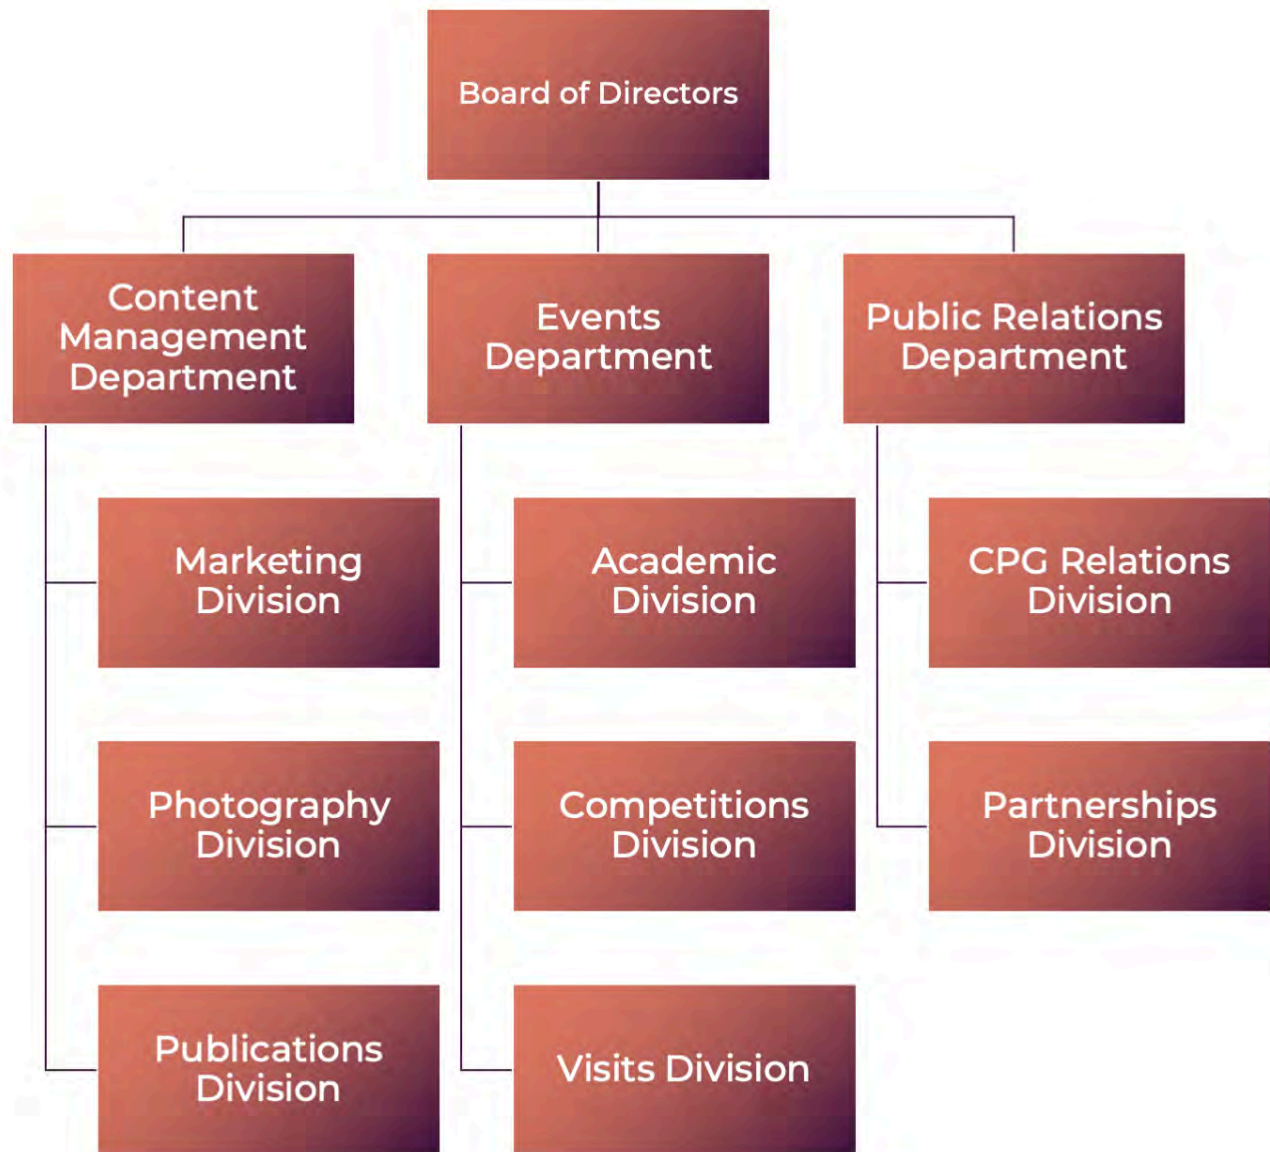 Board of Directors
Content
Management
Department
Events
Department
Public Relations
Department
Marketing
Division
Academic
Division
CPG Relations
Division
Photography
Division
Competitions
Division
Partnerships
Division
Publications
Division
Visits Division